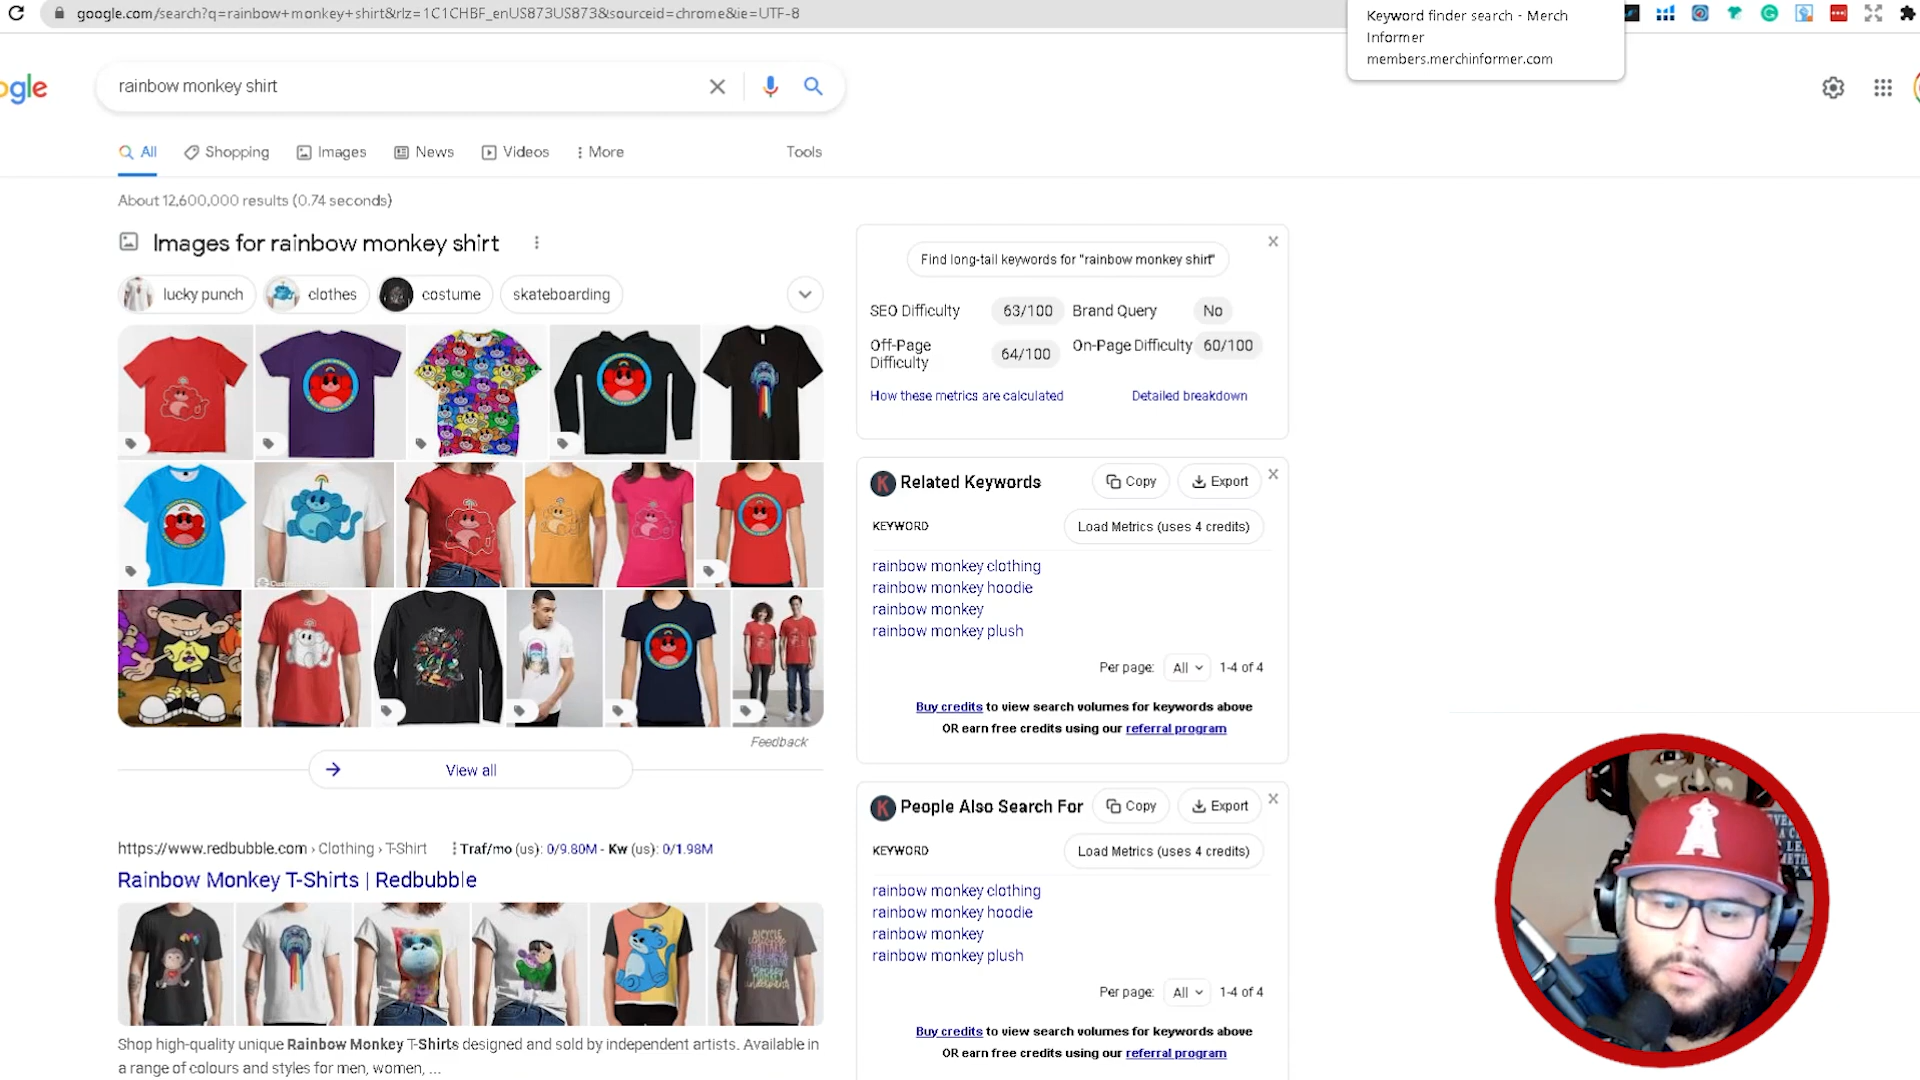 google.com/search?q=rainbow+monkey+shirt&rlz=1C1CHBF_enUS873US873&sourceid=chrome&ie=UTF-8
Keyword finder search - Merch
Informer
members.merchinformer.com
ogle
rainbow monkey shirt
All
Shopping
Images
News
Videos
More
Tools
About 12,600,000 results (0.74 seconds)
Images for rainbow monkey shirt
lucky punch
clothes
costume
skateboarding
Feedback
View all
https://www.redbubble.com › Clothing › T-Shirt
Traf/mo (us): 0/9.80M - Kw (us): 0/1.98M
Rainbow Monkey T-Shirts | Redbubble
Shop high-quality unique Rainbow Monkey T-Shirts designed and sold by independent artists. Available in
a range of colours and styles for men, women, ...
Find long-tail keywords for "rainbow monkey shirt"
SEO Difficulty 63/100 Brand Query No
Off-Page
Difficulty 64/100 On-Page Difficulty 60/100
How these metrics are calculated Detailed breakdown
K Related Keywords Copy Export
KEYWORD Load Metrics (uses 4 credits)
rainbow monkey clothing
rainbow monkey hoodie
rainbow monkey
rainbow monkey plush
Per page: All 1-4 of 4
Buy credits to view search volumes for keywords above
OR earn free credits using our referral program
K People Also Search For Copy Export
KEYWORD Load Metrics (uses 4 credits)
rainbow monkey clothing
rainbow monkey hoodie
rainbow monkey
rainbow monkey plush
Per page: All 1-4 of 4
Buy credits to view search volumes for keywords above
OR earn free credits using our referral program
A